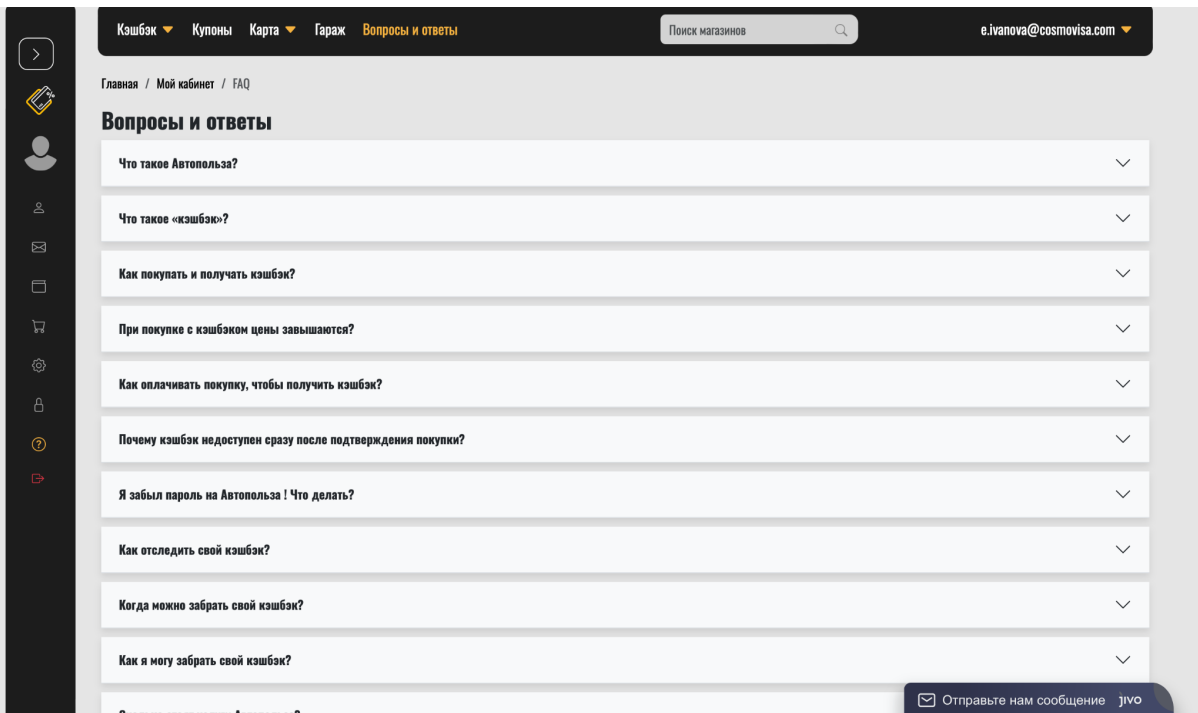 Кэшбэк Купоны Карта Гараж Вопросы и ответы Поиск магазинов e.ivanova@cosmovisa.com
Главная / Мой кабинет / FAQ
Вопросы и ответы
Что такое Автопольза?
Что такое «кэшбэк»?
Как покупать и получать кэшбэк?
При покупке с кэшбэком цены завышаются?
Как оплачивать покупку, чтобы получить кэшбэк?
Почему кэшбэк недоступен сразу после подтверждения покупки?
Я забыл пароль на Автопольза ! Что делать?
Как отследить свой кэшбэк?
Когда можно забрать свой кэшбэк?
Как я могу забрать свой кэшбэк?
Отправьте нам сообщение jivo